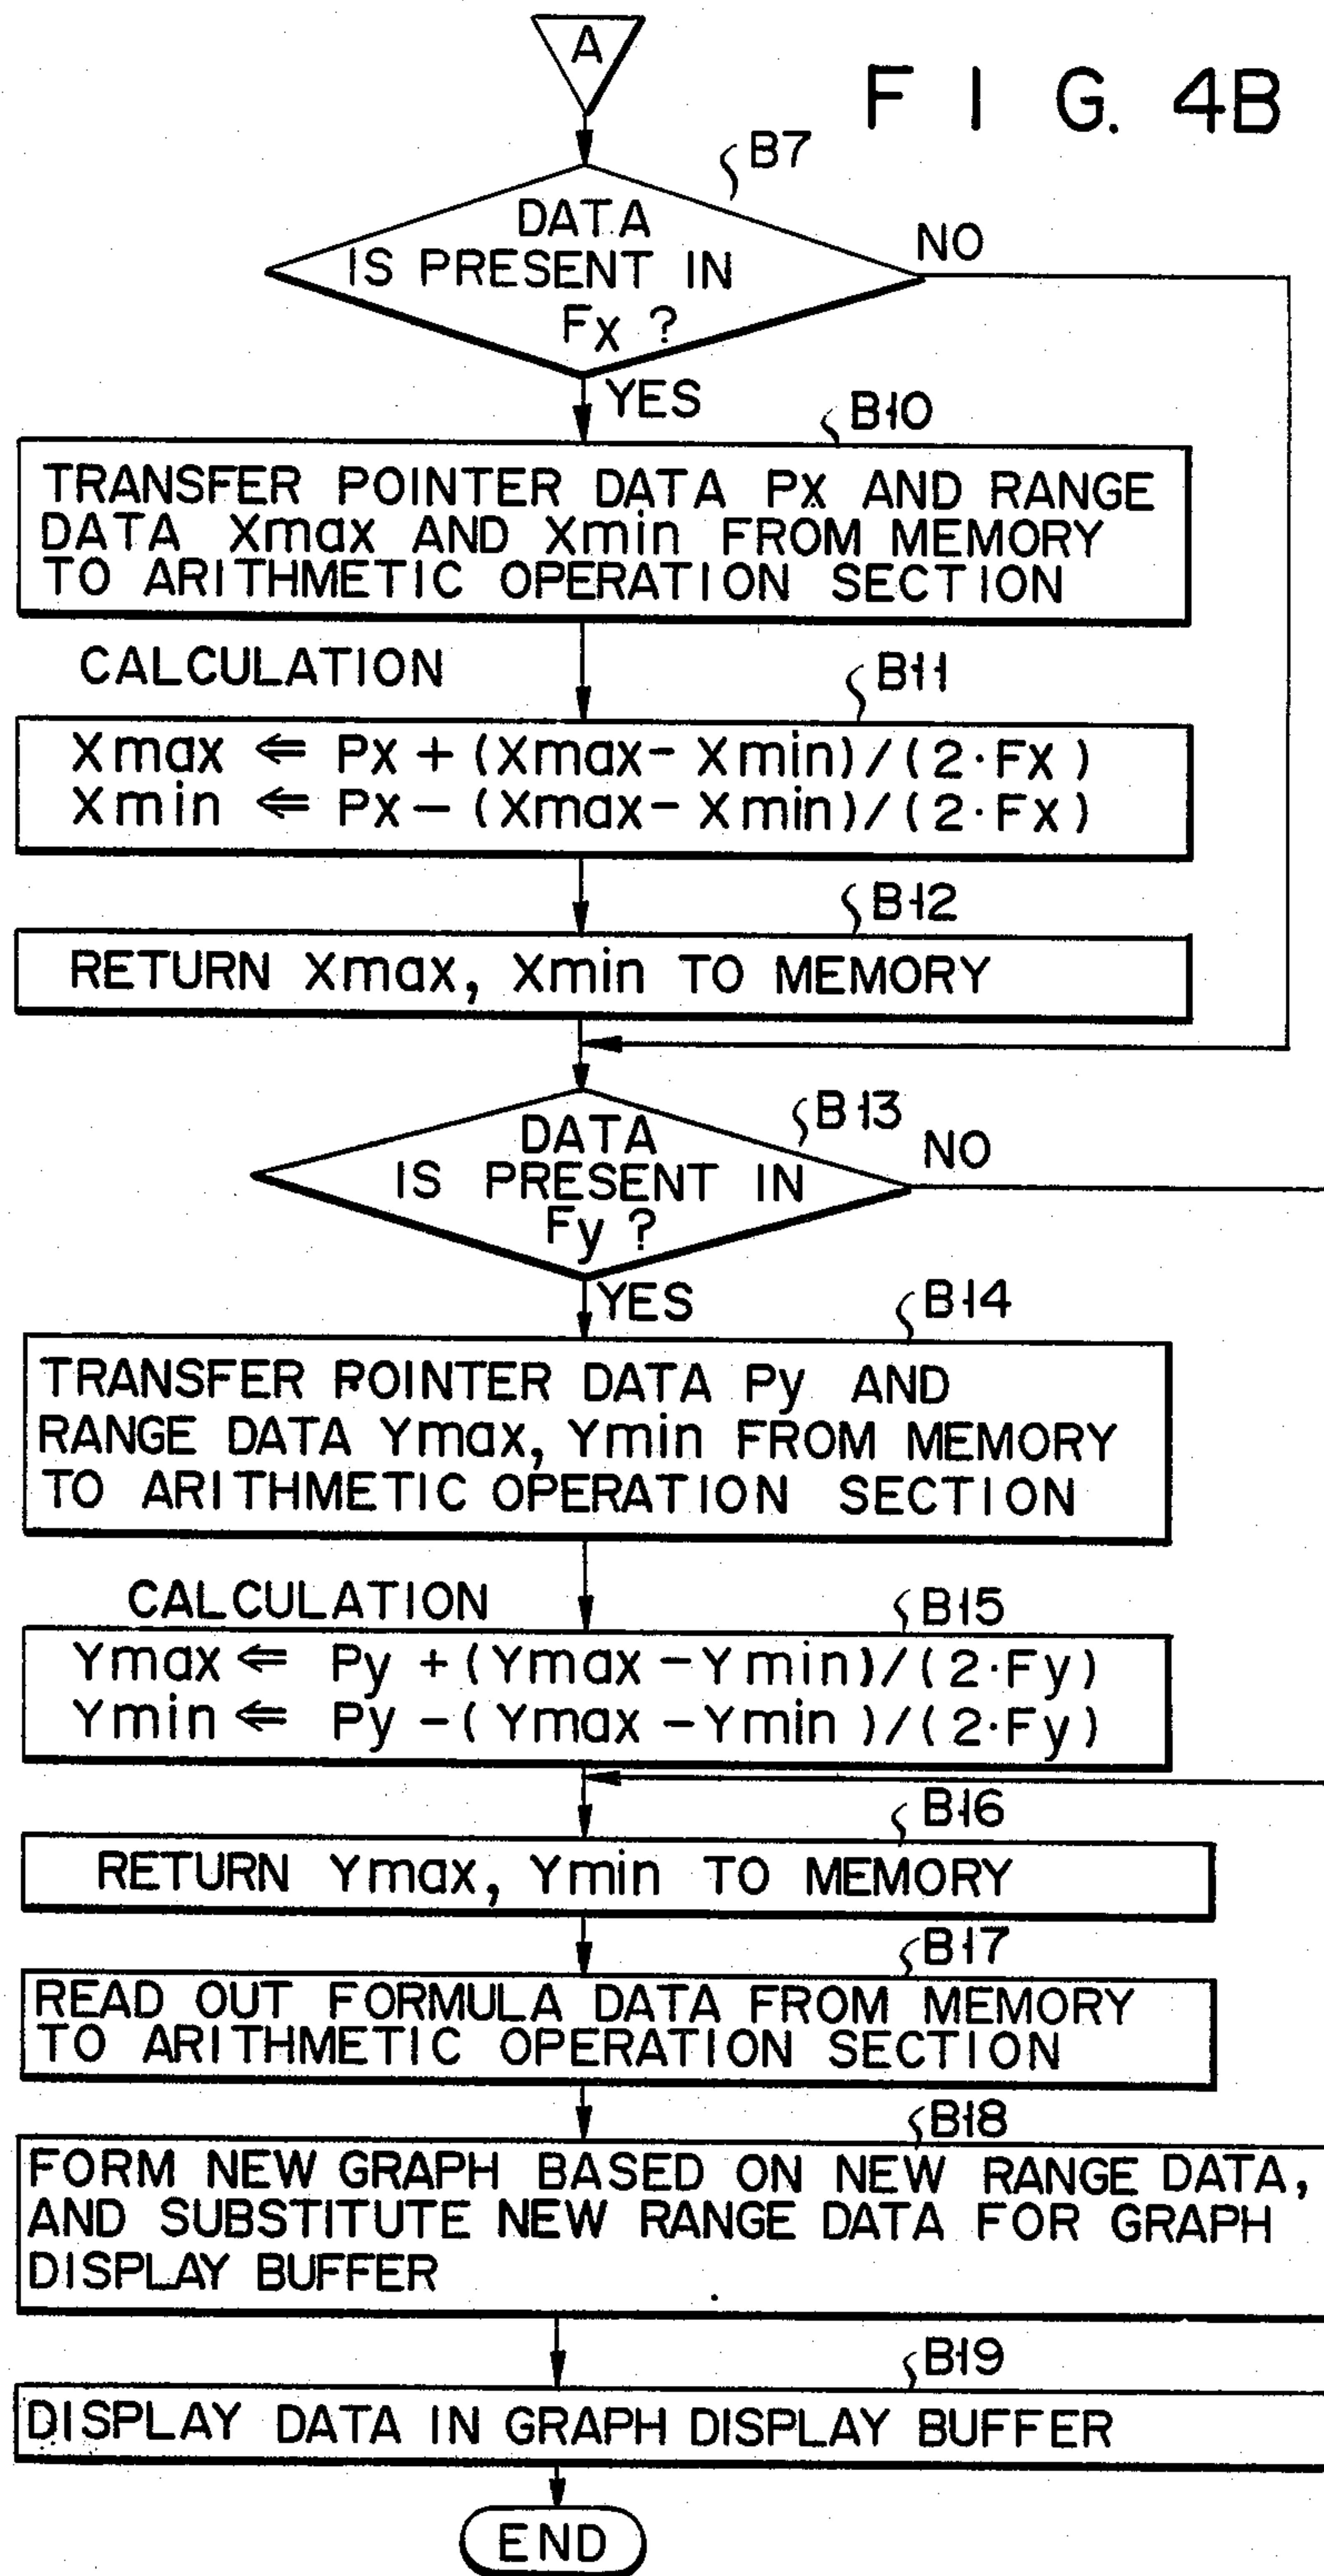 A
F I G. 4B
B7
DATA
IS PRESENT IN
Fx ?
NO
YES
B10
TRANSFER POINTER DATA Px AND RANGE
DATA Xmax AND Xmin FROM MEMORY
TO ARITHMETIC OPERATION SECTION
CALCULATION
B11
Xmax ⇐ Px + (Xmax - Xmin)/(2·Fx)
Xmin ⇐ Px - (Xmax - Xmin)/(2·Fx)
B12
RETURN Xmax, Xmin TO MEMORY
B13
DATA
IS PRESENT IN
Fy ?
NO
YES
B14
TRANSFER POINTER DATA Py AND
RANGE DATA Ymax, Ymin FROM MEMORY
TO ARITHMETIC OPERATION SECTION
CALCULATION
B15
Ymax ⇐ Py + (Ymax - Ymin)/(2·Fy)
Ymin ⇐ Py - (Ymax - Ymin)/(2·Fy)
B16
RETURN Ymax, Ymin TO MEMORY
B17
READ OUT FORMULA DATA FROM MEMORY
TO ARITHMETIC OPERATION SECTION
B18
FORM NEW GRAPH BASED ON NEW RANGE DATA,
AND SUBSTITUTE NEW RANGE DATA FOR GRAPH
DISPLAY BUFFER
B19
DISPLAY DATA IN GRAPH DISPLAY BUFFER
END